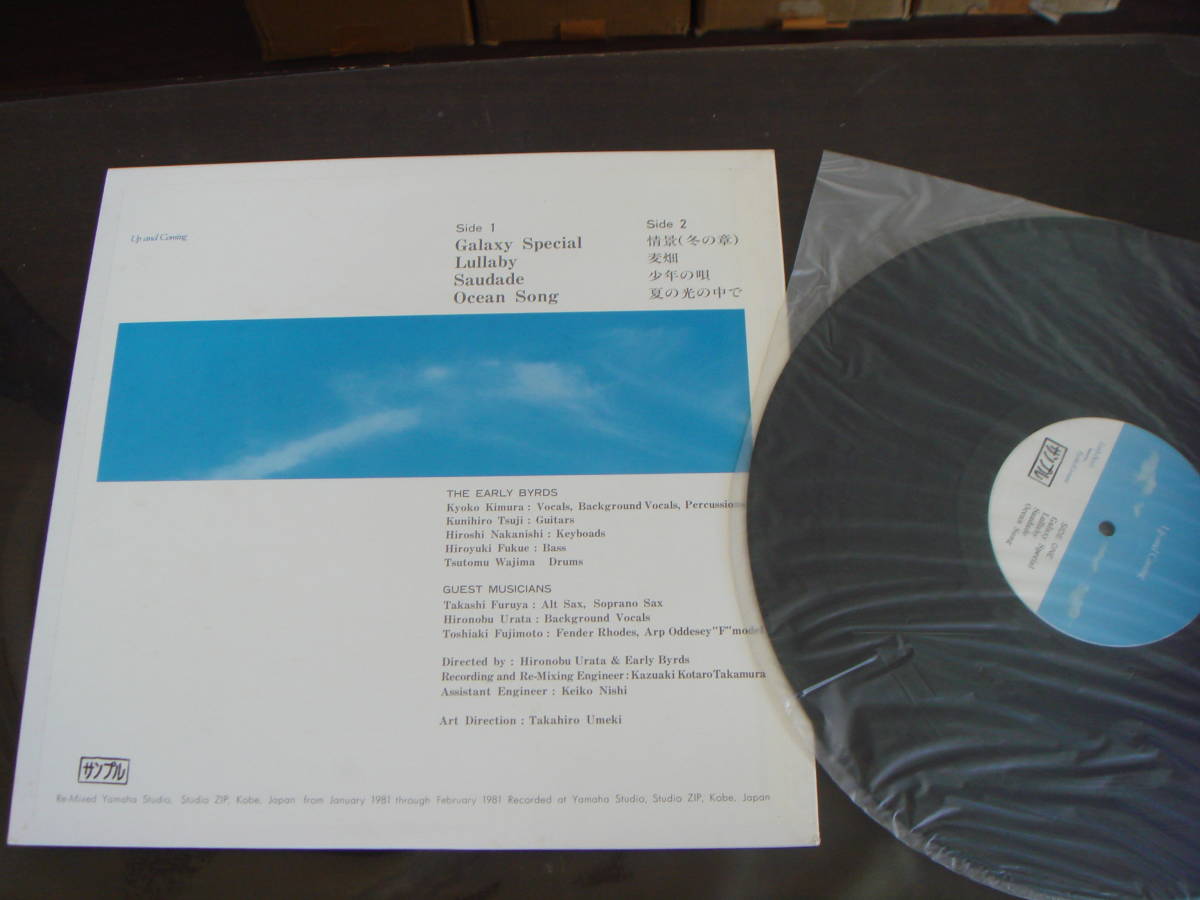 Up and Coming
Side 1
Galaxy Special
Lullaby
Saudade
Ocean Song
Side 2
情景(冬の章)
麦畑
少年の唄
夏の光の中で
THE EARLY BYRDS
Kyoko Kimura : Vocals, Background Vocals, Percussions
Kunihiro Tsuji : Guitars
Hiroshi Nakanishi : Keyboads
Hiroyuki Fukue : Bass
Tsutomu Wajima Drums
GUEST MUSICIANS
Takashi Furuya : Alt Sax, Soprano Sax
Hironobu Urata : Background Vocals
Toshiaki Fujimoto : Fender Rhodes, Arp Oddesey"F"model
Directed by : Hironobu Urata & Early Byrds
Recording and Re-Mixing Engineer : Kazuaki Kotaro Takamura
Assistant Engineer : Keiko Nishi
Art Direction : Takahiro Umeki
サンプル
Re-Mixed Yamaha Studio, Studio ZIP, Kobe, Japan from January 1981 through February 1981 Recorded at Yamaha Studio, Studio ZIP, Kobe, Japan
サンプル
SIDE ONE
Galaxy Special
Lullaby
Saudade
Ocean Song
Up and Coming